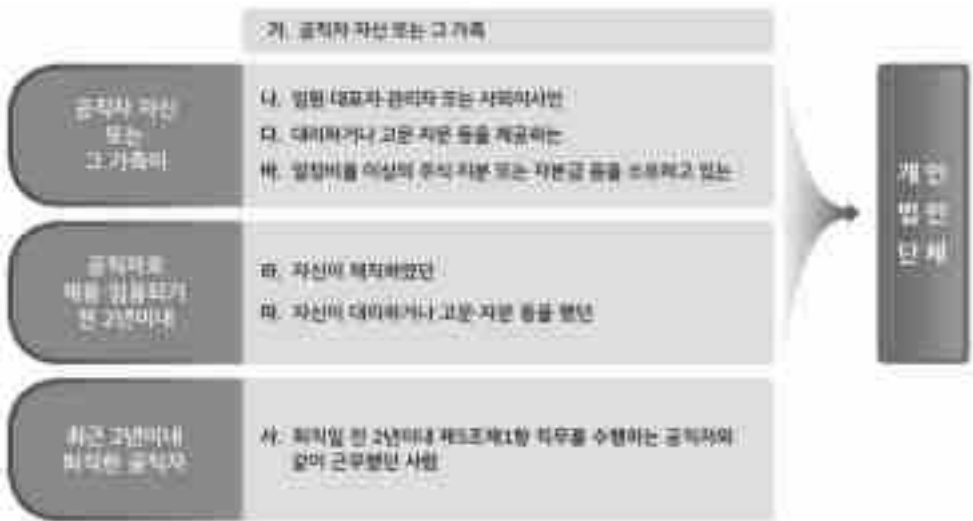 가. 공직자 자신 또는 그 가족
공직자 자신
또는
그 가족이
나. 임원·대표자·관리자 또는 사외이사인
다. 대리하거나 고문·자문 등을 제공하는
바. 일정비율 이상의 주식·지분 또는 자본금 등을 소유하고 있는
공직자로
채용·임용되기
전 2년이내
라. 자신이 재직하였던
마. 자신이 대리하거나 고문·자문 등을 했던
최근 2년이내
퇴직한 공직자
사. 퇴직일 전 2년이내 제5조제1항 직무를 수행하는 공직자와
같이 근무했던 사람
개인
법인
단체